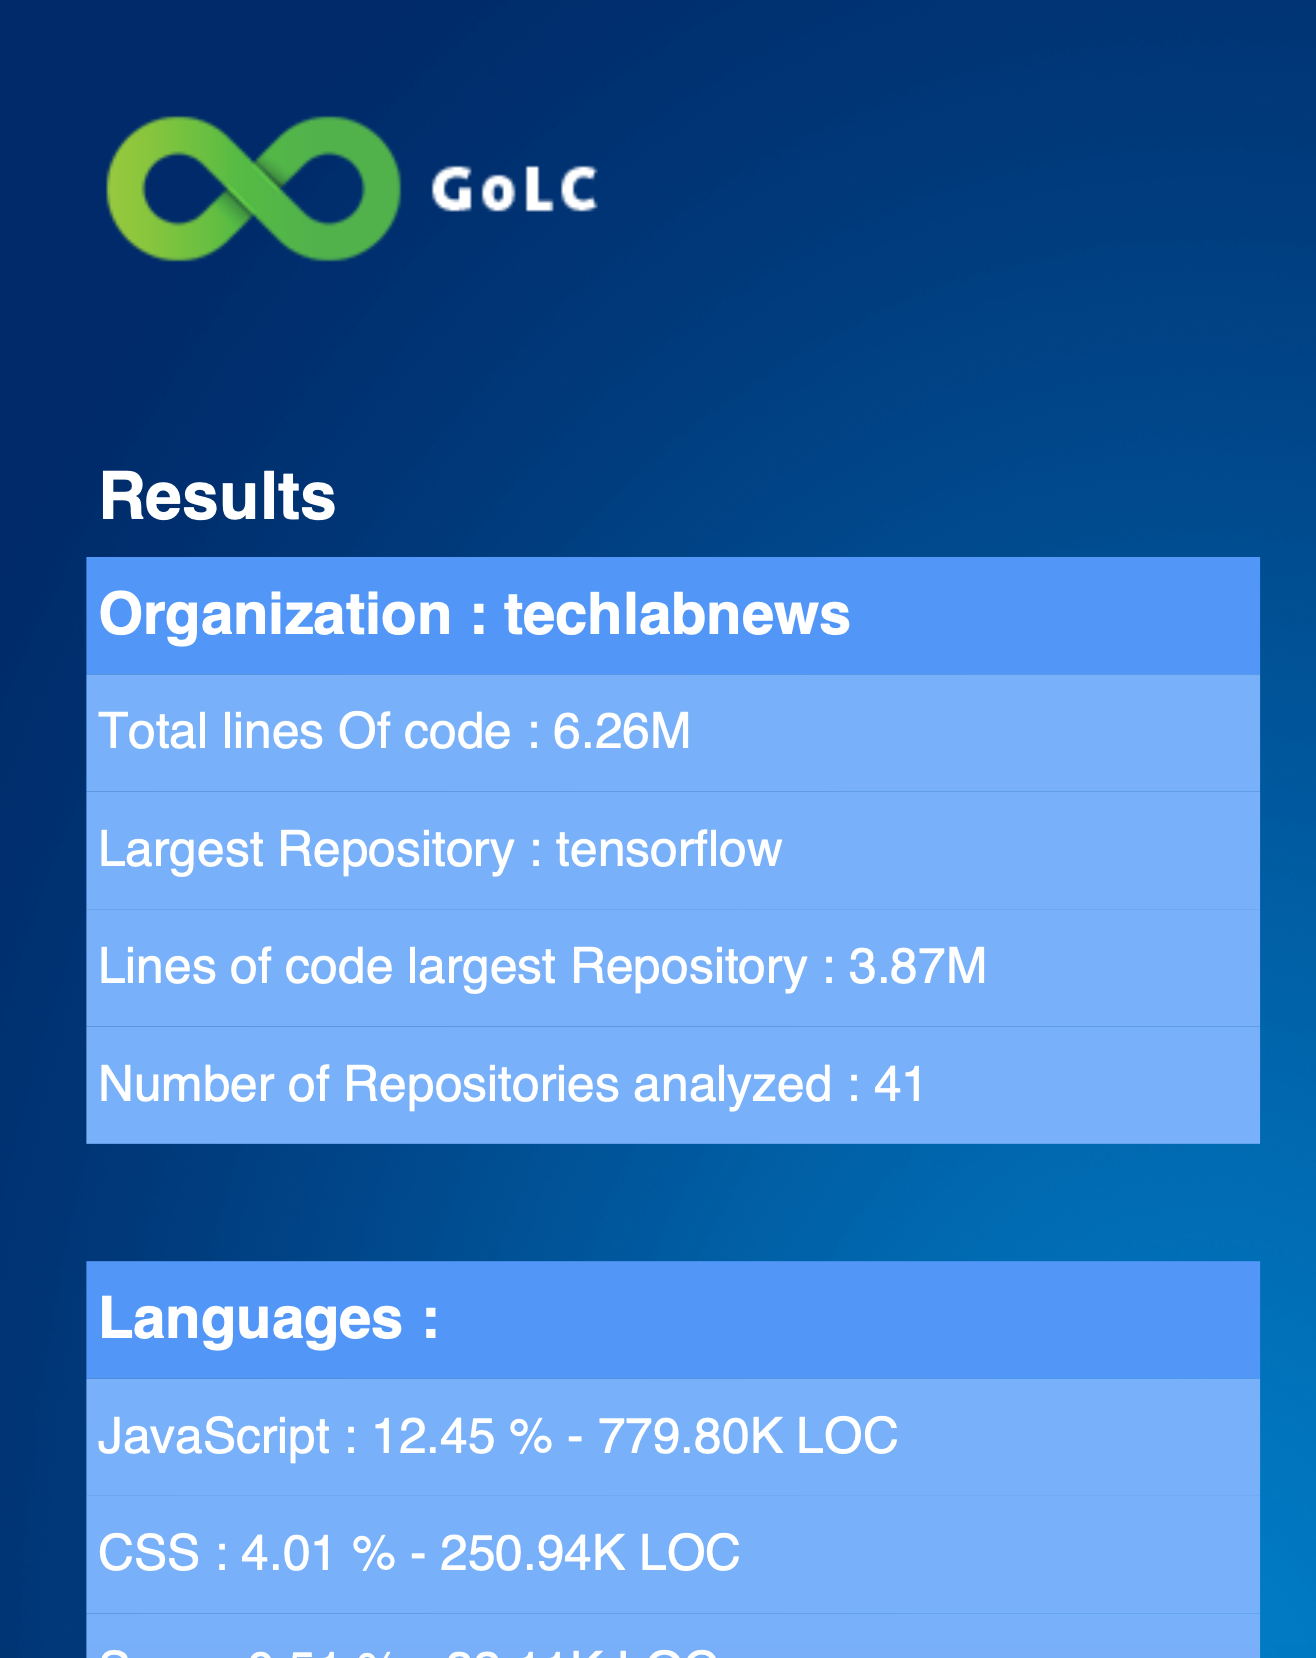 GoLC
Results
Organization : techlabnews
Total lines Of code : 6.26M
Largest Repository : tensorflow
Lines of code largest Repository : 3.87M
Number of Repositories analyzed : 41
Languages :
JavaScript : 12.45 % - 779.80K LOC
CSS : 4.01 % - 250.94K LOC